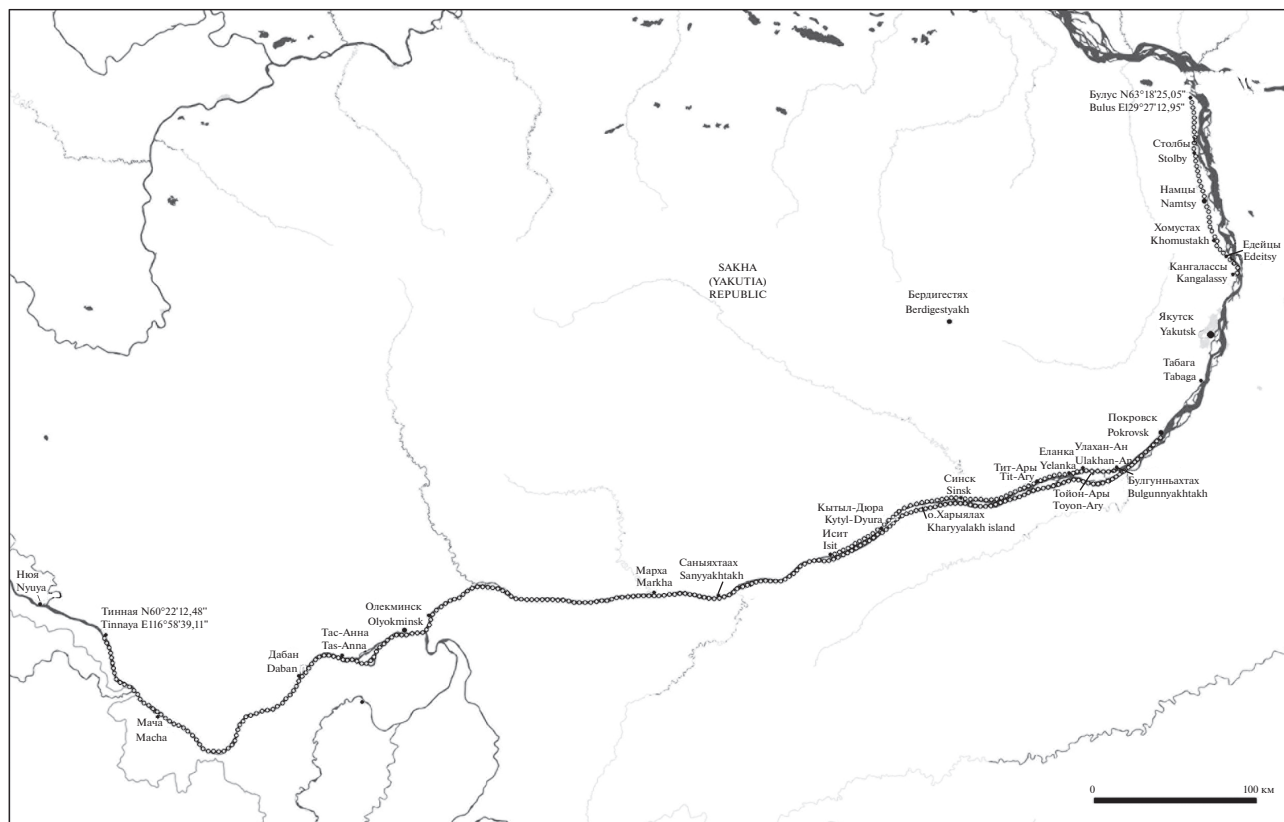 Булус N63°18'25,05"
Bulus E129°27'12,95"
Столбы
Stolby
Намцы
Namtsy
Хомустах
Khomustakh
Едейцы
Edeitsy
Кангалассы
Kangalassy
SAKHA
(YAKUTIA)
REPUBLIC
Бердигестях
Berdigestyakh
Якутск
Yakutsk
Табага
Tabaga
Покровск
Pokrovsk
Улахан-Ан
Ulakhan-An
Еланка
Yelanka
Тит-Ары
Tit-Ary
Булгунньахтах
Bulgunnyakhtakh
Тойон-Ары
Toyon-Ary
Синск
Sinsk
о.Харыялах
Kharyyalakh island
Кытыл-Дюра
Kytyl-Dyura
Исит
Isit
Саныяхтаах
Sanyyakhtakh
Марха
Markha
Нюя
Nyuya
Тинная N60°22'12,48"
Tinnaya E116°58'39,11"
Олекминск
Olyokminsk
Тас-Анна
Tas-Anna
Дабан
Daban
Мача
Macha
0 100 км